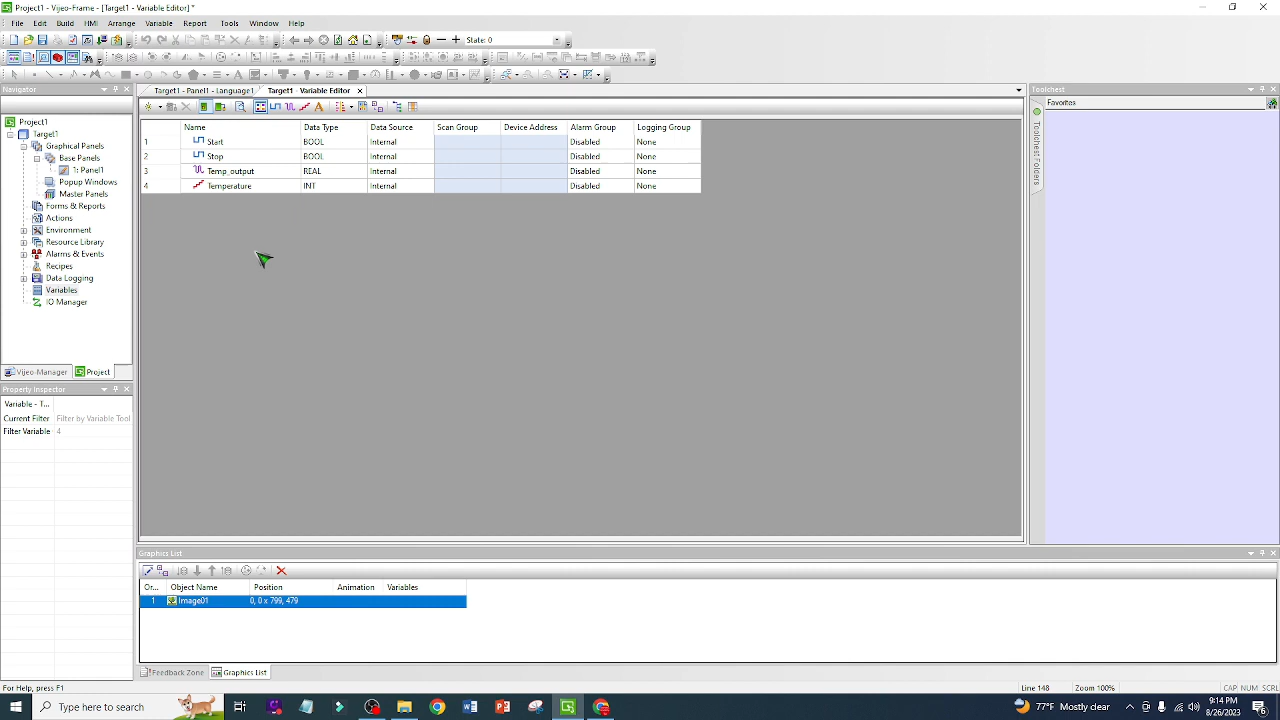 Project1 - Vijeo-Frame - [Target1 - Variable Editor] *
File Edit Build HMI Arrange Variable Report Tools Window Help
State: 0
Navigator
Target1 - Panel1 - Language1
Target1 - Variable Editor
Toolchest
Favorites
Toolchest Folders
Project1
Target1
Graphical Panels
Base Panels
1: Panel1
Popup Windows
Master Panels
Forms & Reports
Actions
Environment
Resource Library
Alarms & Events
Recipes
Data Logging
Variables
IO Manager
Vijeo-Manager Project
Name Data Type Data Source Scan Group Device Address Alarm Group Logging Group
1 Start BOOL Internal Disabled None
2 Stop BOOL Internal Disabled None
3 Temp_output REAL Internal Disabled None
4 Temperature INT Internal Disabled None
Property Inspector
Variable - T...
Current Filter Filter by Variable Tool
Filter Variable 4
Graphics List
Or... Object Name Position Animation Variables
1 Image01 0, 0 x 799, 479
Feedback Zone Graphics List
For Help, press F1
Line 148 Zoom 100% CAP NUM SCRL
Type here to search
77°F Mostly c...
9:14 PM
8/26/2023